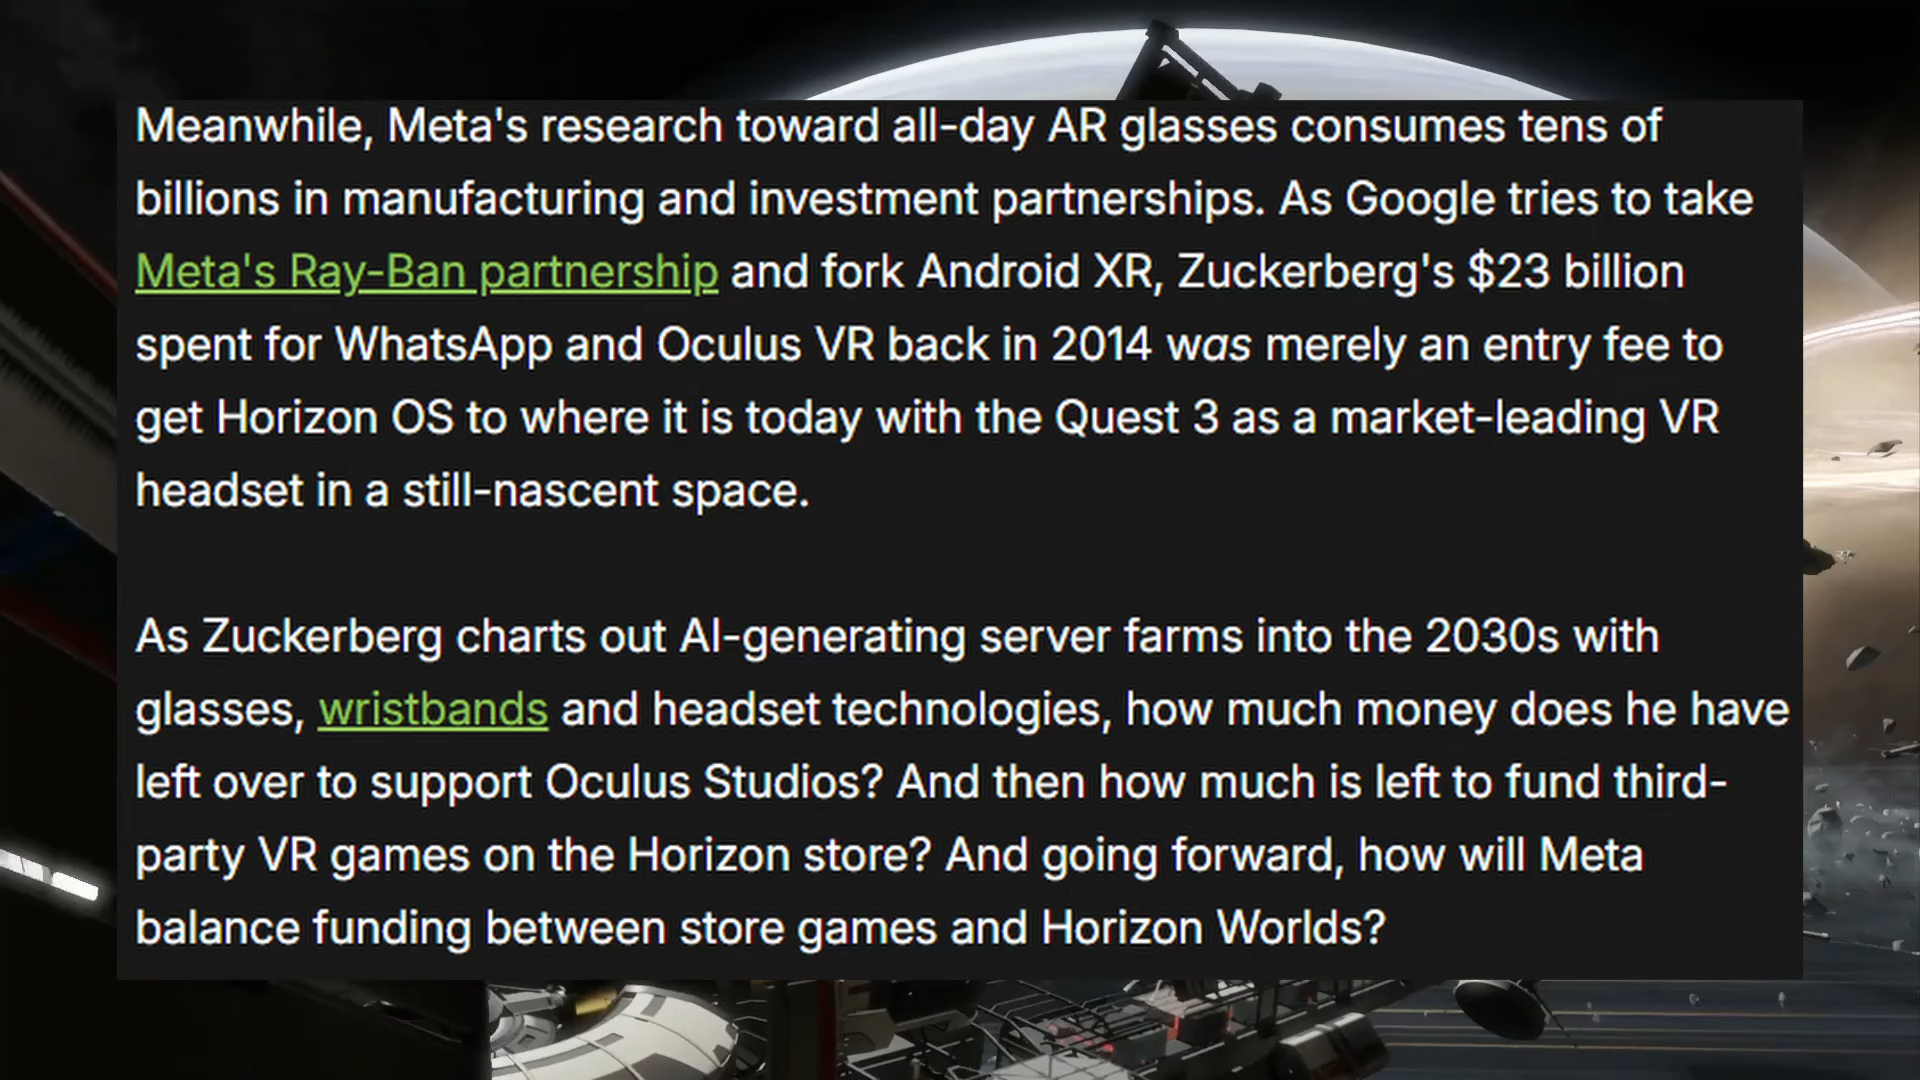 Meanwhile, Meta's research toward all-day AR glasses consumes tens of
billions in manufacturing and investment partnerships. As Google tries to take
Meta's Ray-Ban partnership and fork Android XR, Zuckerberg's $23 billion
spent for WhatsApp and Oculus VR back in 2014 was merely an entry fee to
get Horizon OS to where it is today with the Quest 3 as a market-leading VR
headset in a still-nascent space.
As Zuckerberg charts out AI-generating server farms into the 2030s with
glasses, wristbands and headset technologies, how much money does he have
left over to support Oculus Studios? And then how much is left to fund third-
party VR games on the Horizon store? And going forward, how will Meta
balance funding between store games and Horizon Worlds?